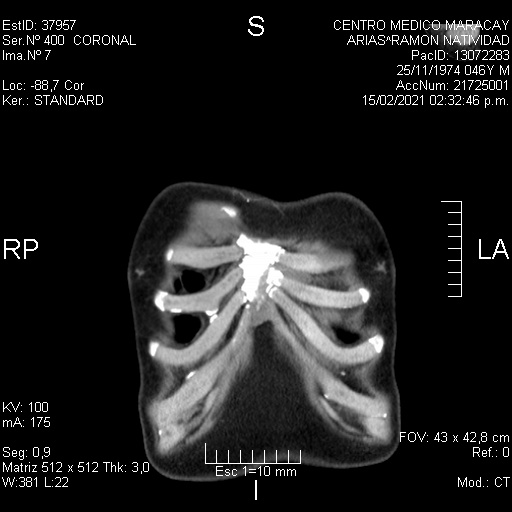 EstID: 37957
Ser.Nº 400 CORONAL
Ima.Nº 7
Loc: -88,7 Cor
Ker.: STANDARD
S
CENTRO MEDICO MARACAY
ARIAS^RAMON NATIVIDAD
PacID: 13072283
25/11/1974 046Y M
AccNum: 21725001
15/02/2021 02:32:46 p.m.
RP
LA
KV: 100
mA: 175
Seg: 0,9
Matriz 512 x 512 Thk: 3,0
W:381 L:22
Esc 1=10 mm
I
FOV: 43 x 42,8 cm
Ref.: 0
Mod.: CT